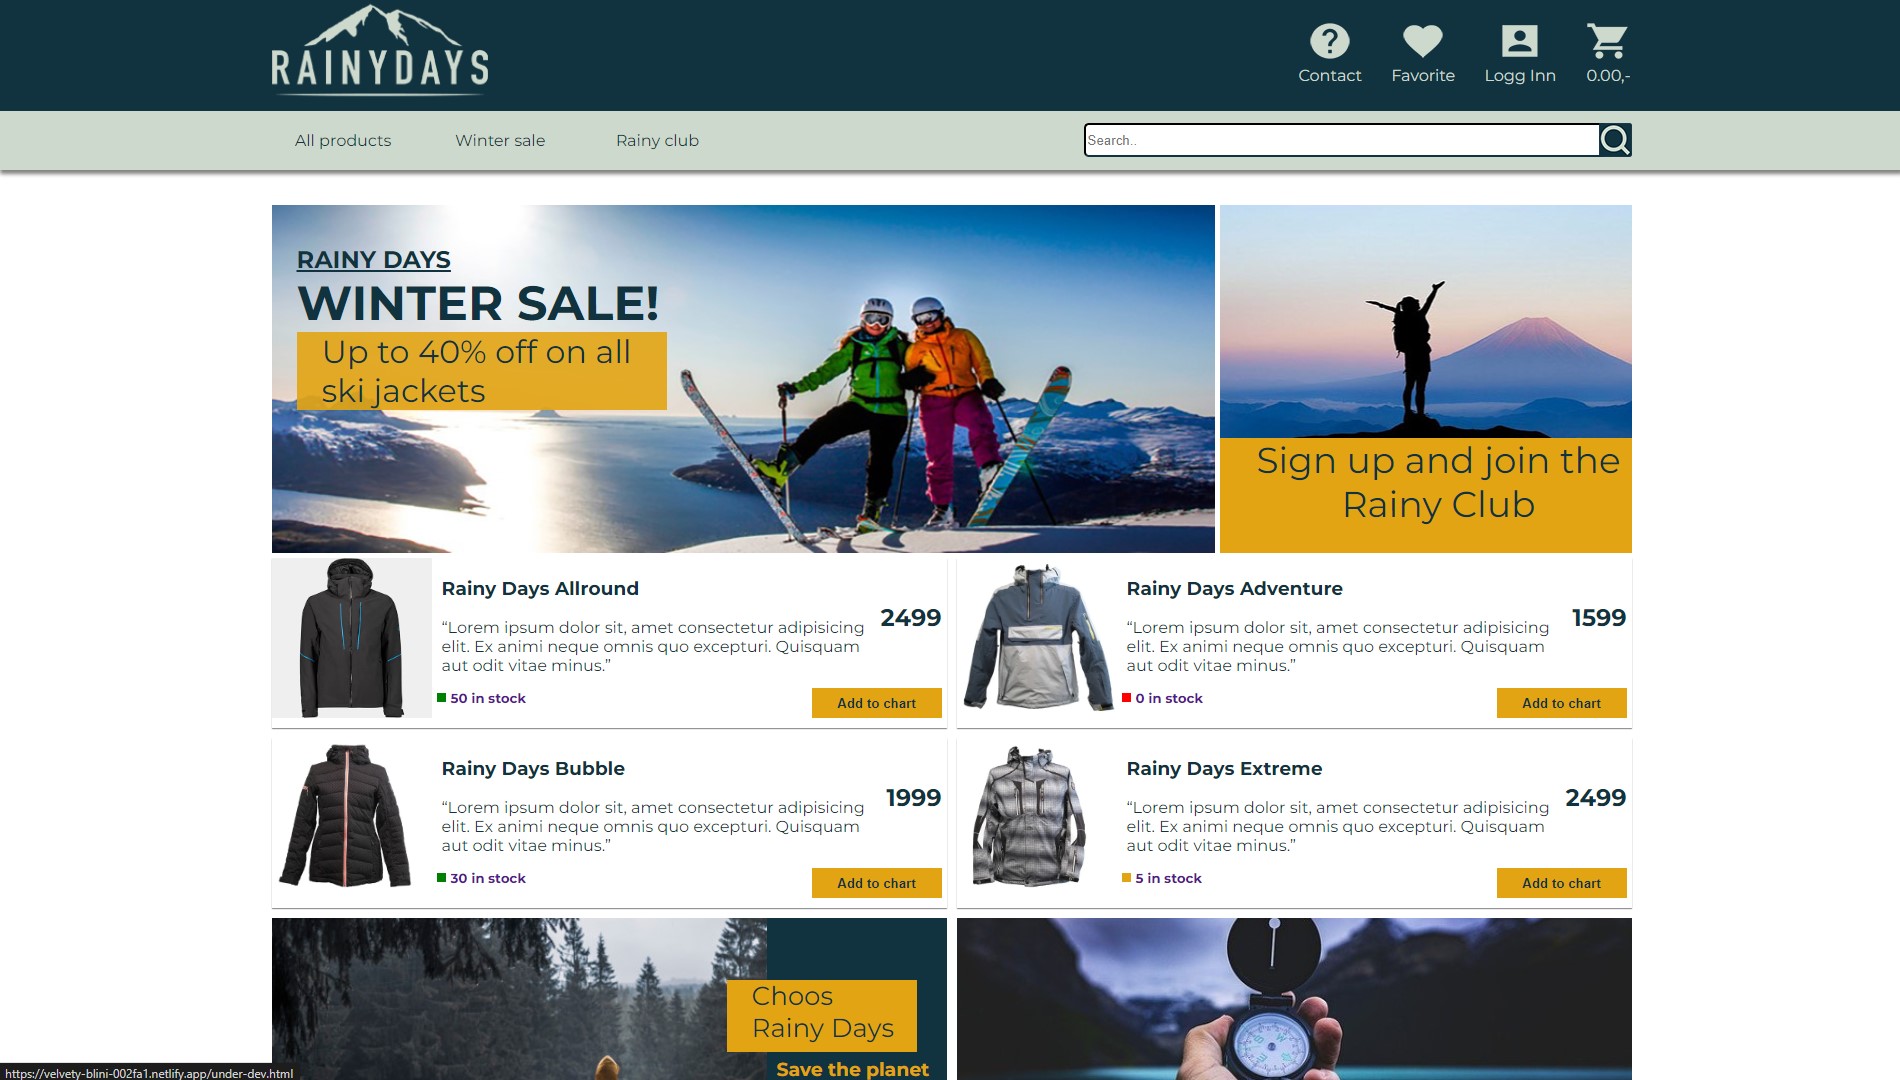 RAINYDAYS
Contact
Favorite
Logg Inn
0.00,-
All products
Winter sale
Rainy club
Search..
RAINY DAYS
WINTER SALE!
Up to 40% off on all
ski jackets
Sign up and join the
Rainy Club
Rainy Days Allround
2499
“Lorem ipsum dolor sit, amet consectetur adipisicing
elit. Ex animi neque omnis quo excepturi. Quisquam
aut odit vitae minus.”
50 in stock
Add to chart
Rainy Days Adventure
1599
“Lorem ipsum dolor sit, amet consectetur adipisicing
elit. Ex animi neque omnis quo excepturi. Quisquam
aut odit vitae minus.”
0 in stock
Add to chart
Rainy Days Bubble
1999
“Lorem ipsum dolor sit, amet consectetur adipisicing
elit. Ex animi neque omnis quo excepturi. Quisquam
aut odit vitae minus.”
30 in stock
Add to chart
Rainy Days Extreme
2499
“Lorem ipsum dolor sit, amet consectetur adipisicing
elit. Ex animi neque omnis quo excepturi. Quisquam
aut odit vitae minus.”
5 in stock
Add to chart
Choos
Rainy Days
Save the planet
https://velvety-blini-002fa1.netlify.app/under-dev.html